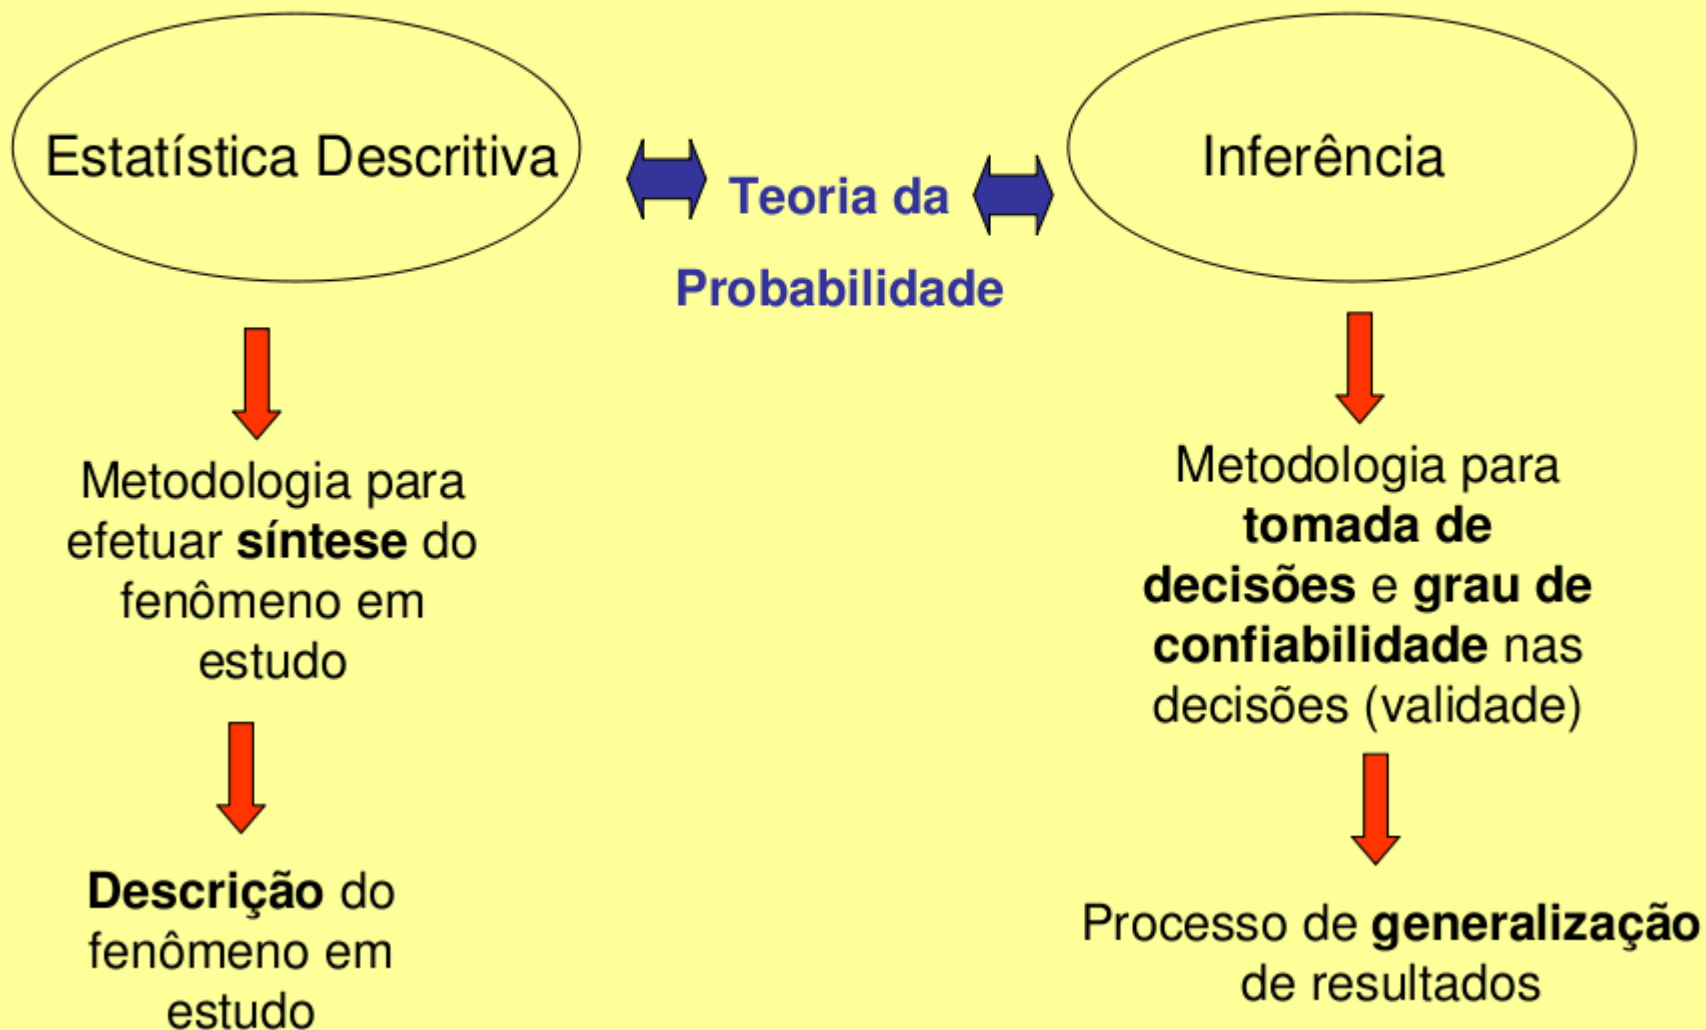 Estatística Descritiva
Teoria da
Probabilidade
Inferência
Metodologia para
efetuar síntese do
fenômeno em
estudo
Descrição do
fenômeno em
estudo
Metodologia para
tomada de
decisões e grau de
confiabilidade nas
decisões (validade)
Processo de generalização
de resultados